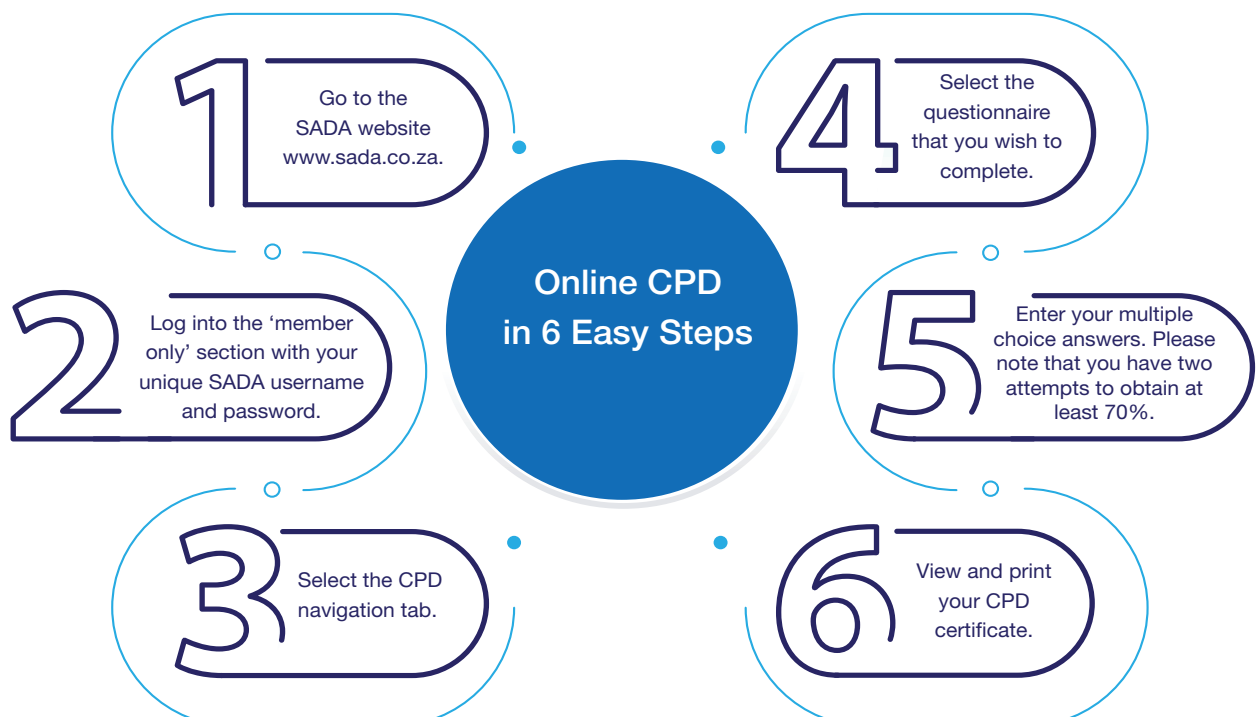 Online CPD
in 6 Easy Steps
1
Go to the
SADA website
www.sada.co.za.
2
Log into the ‘member
only’ section with your
unique SADA username
and password.
3
Select the CPD
navigation tab.
4
Select the
questionnaire
that you wish to
complete.
5
Enter your multiple
choice answers. Please
note that you have two
attempts to obtain at
least 70%.
6
View and print
your CPD
certificate.